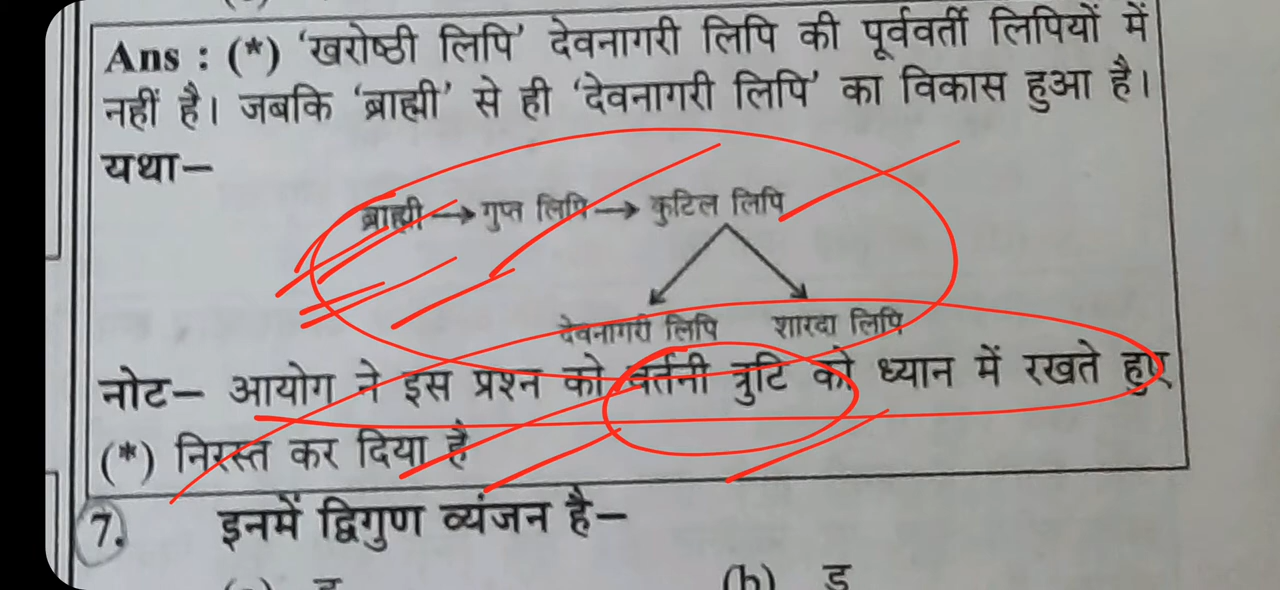 Ans : (*) ‘खरोष्ठी लिपि’ देवनागरी लिपि की पूर्ववर्ती लिपियों में
नहीं है। जबकि ‘ब्राह्मी’ से ही ‘देवनागरी लिपि’ का विकास हुआ है।
यथा–
ब्राह्मी → गुप्त लिपि → कुटिल लिपि
देवनागरी लिपि शारदा लिपि
नोट– आयोग ने इस प्रश्न को वर्तनी त्रुटि को ध्यान में रखते हुए
(*) निरस्त कर दिया है
7. इनमें द्विगुण व्यंजन है–
(b) ड